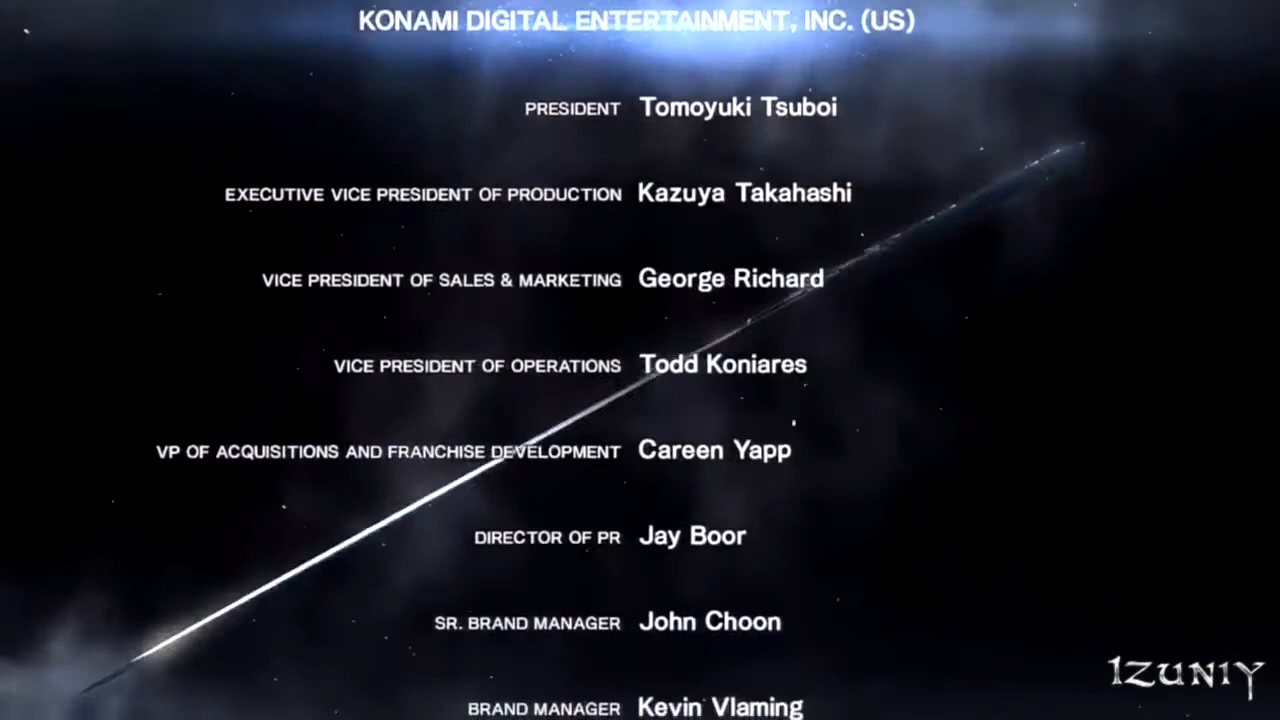 KONAMI DIGITAL ENTERTAINMENT, INC. (US)
PRESIDENT Tomoyuki Tsuboi
EXECUTIVE VICE PRESIDENT OF PRODUCTION Kazuya Takahashi
VICE PRESIDENT OF SALES & MARKETING George Richard
VICE PRESIDENT OF OPERATIONS Todd Koniares
VP OF ACQUISITIONS AND FRANCHISE DEVELOPMENT Careen Yapp
DIRECTOR OF PR Jay Boor
SR. BRAND MANAGER John Choon
BRAND MANAGER Kevin Vlaming
1ZUN1Y